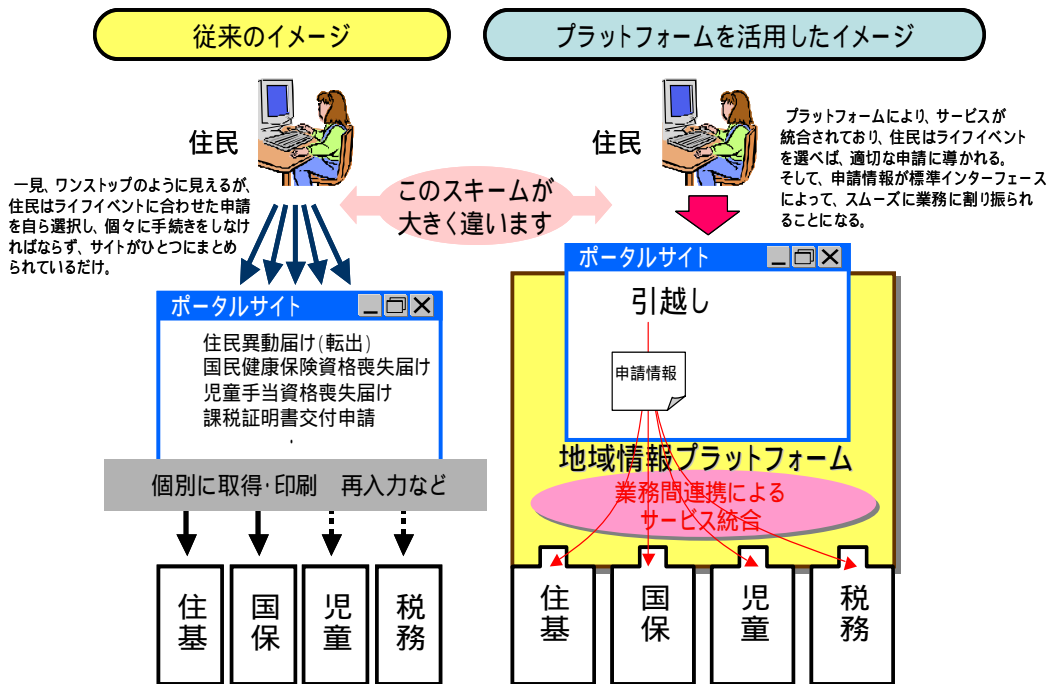 従来のイメージ
住民
一見、ワンストップのように見えるが、
住民はライフイベントに合わせた申請
を自ら選択し、個々に手続きをしなけ
ればならず、サイトがひとつにまとめ
られているだけ。
ポータルサイト
住民異動届け(転出)
国民健康保険資格喪失届け
児童手当資格喪失届け
課税証明書交付申請
・
個別に取得・印刷　再入力など
住基
国保
児童
税務
このスキームが
大きく違います
プラットフォームを活用したイメージ
住民
プラットフォームにより、サービスが
統合されており、住民はライフイベント
を選べば、適切な申請に導かれる。
そして、申請情報が標準インターフェース
によって、スムーズに業務に割り振られ
ることになる。
ポータルサイト
引越し
申請情報
地域情報プラットフォーム
業務間連携による
サービス統合
住基
国保
児童
税務